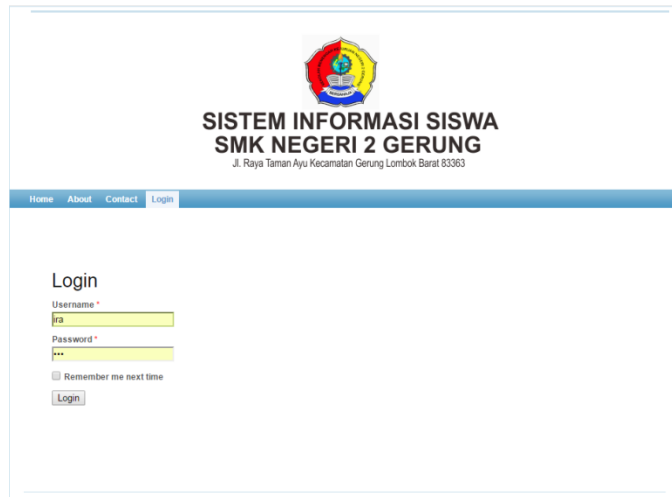 SISTEM INFORMASI SISWA
SMK NEGERI 2 GERUNG
Jl. Raya Taman Ayu Kecamatan Gerung Lombok Barat 83363
Home About Contact Login
Login
Username *
ira
Password *
•••
Remember me next time
Login